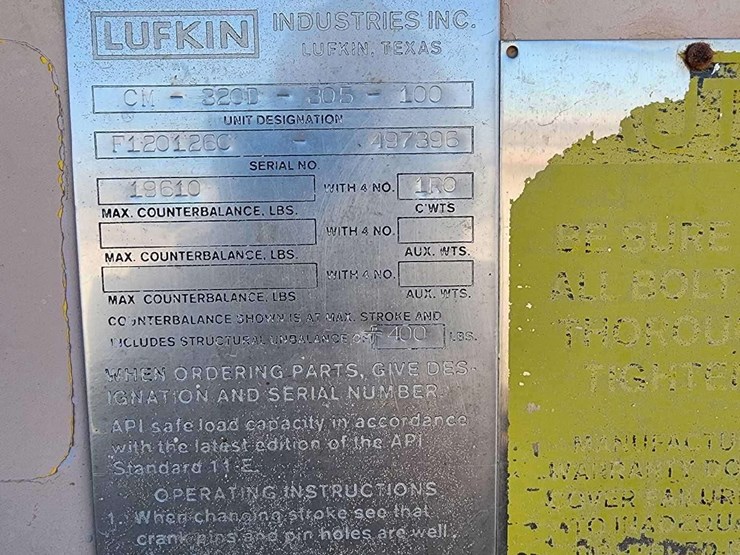 LUFKIN INDUSTRIES INC.
LUFKIN, TEXAS
CM - 320D - 305 - 100
UNIT DESIGNATION
F120126C - 497396
SERIAL NO.
19610 WITH 4 NO. 1RO
MAX. COUNTERBALANCE, LBS. C'WTS
WITH 4 NO.
MAX. COUNTERBALANCE, LBS. AUX. WTS.
WITH 4 NO.
MAX COUNTERBALANCE, LBS AUX. WTS.
COUNTERBALANCE SHOWN IS AT MAX. STROKE AND
INCLUDES STRUCTURAL UNBALANCE OF 400 LBS.
WHEN ORDERING PARTS, GIVE DES-
IGNATION AND SERIAL NUMBER.
API safe load capacity in accordance
with the latest edition of the API
Standard 11-E.
OPERATING INSTRUCTIONS
1. When changing stroke see that
crank pins and pin holes are well
BE SURE
ALL BOLT
THOROU
TIGHTE
MANUFACTU
WARRANTY DO
COVER FAILUR
TO INADEQU